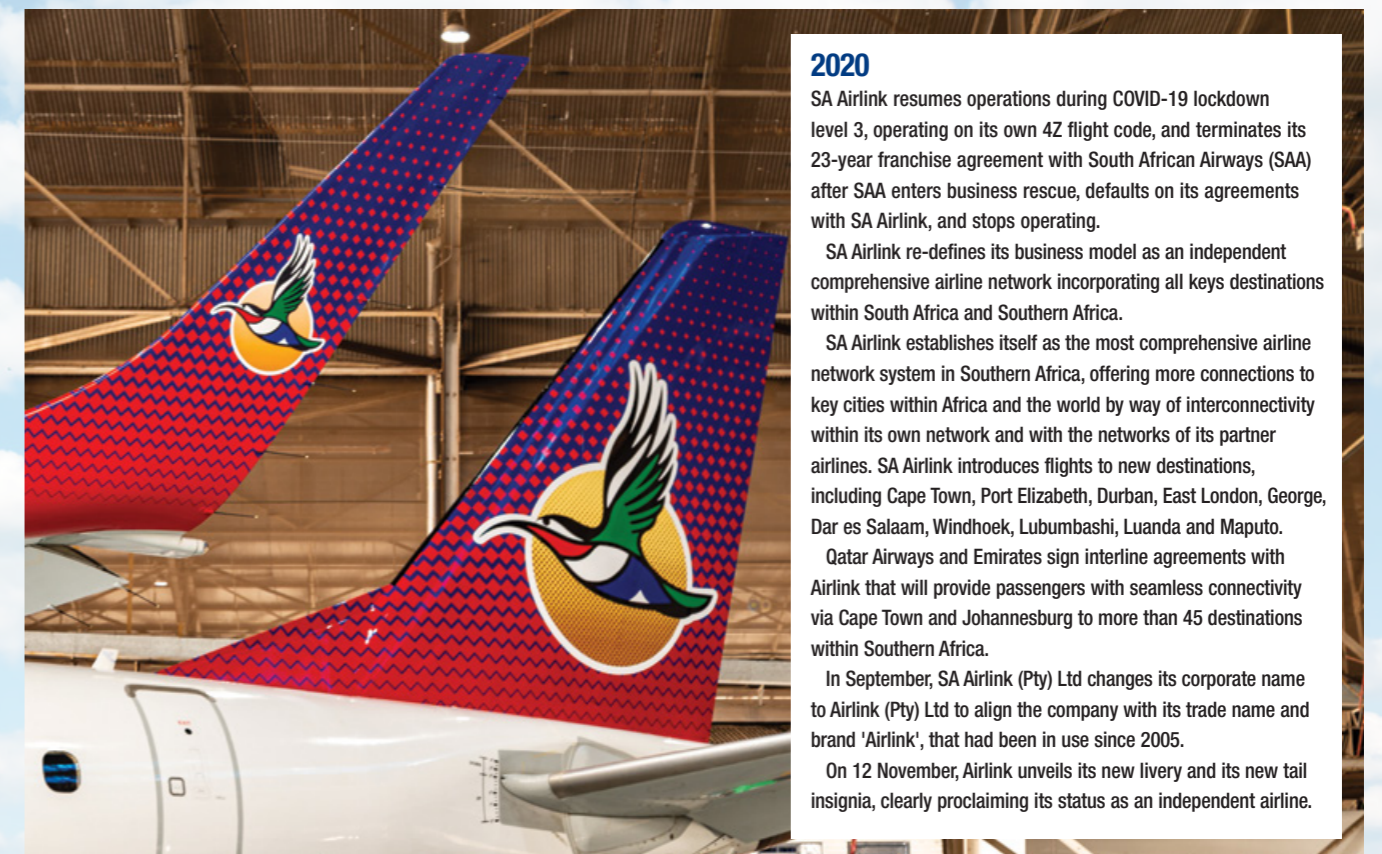 2020
SA Airlink resumes operations during COVID-19 lockdown
level 3, operating on its own 4Z flight code, and terminates its
23-year franchise agreement with South African Airways (SAA)
after SAA enters business rescue, defaults on its agreements
with SA Airlink, and stops operating.
SA Airlink re-defines its business model as an independent
comprehensive airline network incorporating all keys destinations
within South Africa and Southern Africa.
SA Airlink establishes itself as the most comprehensive airline
network system in Southern Africa, offering more connections to
key cities within Africa and the world by way of interconnectivity
within its own network and with the networks of its partner
airlines. SA Airlink introduces flights to new destinations,
including Cape Town, Port Elizabeth, Durban, East London, George,
Dar es Salaam, Windhoek, Lubumbashi, Luanda and Maputo.
Qatar Airways and Emirates sign interline agreements with
Airlink that will provide passengers with seamless connectivity
via Cape Town and Johannesburg to more than 45 destinations
within Southern Africa.
In September, SA Airlink (Pty) Ltd changes its corporate name
to Airlink (Pty) Ltd to align the company with its trade name and
brand 'Airlink', that had been in use since 2005.
On 12 November, Airlink unveils its new livery and its new tail
insignia, clearly proclaiming its status as an independent airline.